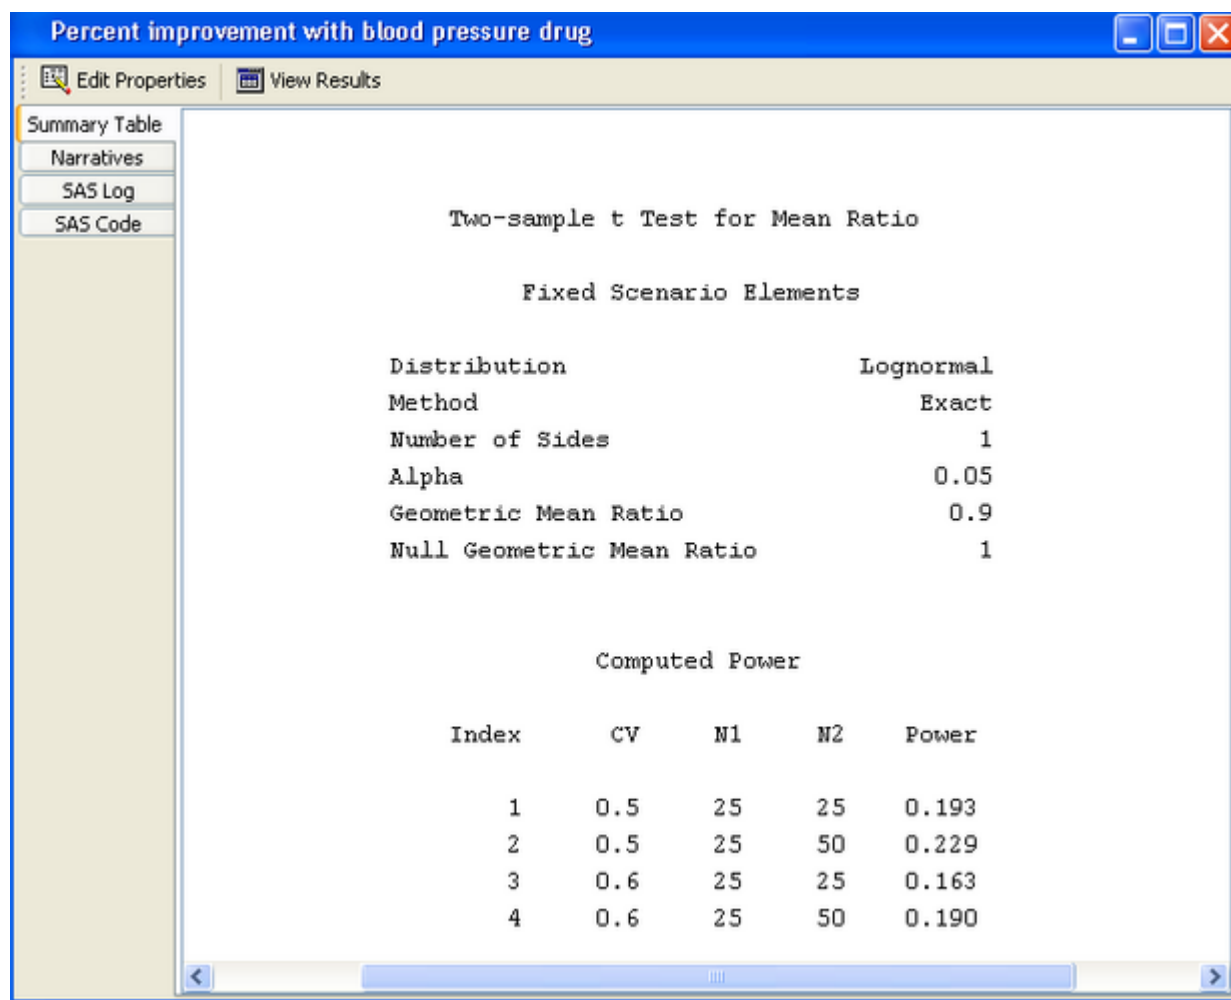 Percent improvement with blood pressure drug
Edit Properties View Results
Summary Table
Narratives
SAS Log
SAS Code
Two-sample t Test for Mean Ratio
Fixed Scenario Elements
Distribution Lognormal
Method Exact
Number of Sides 1
Alpha 0.05
Geometric Mean Ratio 0.9
Null Geometric Mean Ratio 1
Computed Power
Index CV N1 N2 Power
1 0.5 25 25 0.193
2 0.5 25 50 0.229
3 0.6 25 25 0.163
4 0.6 25 50 0.190